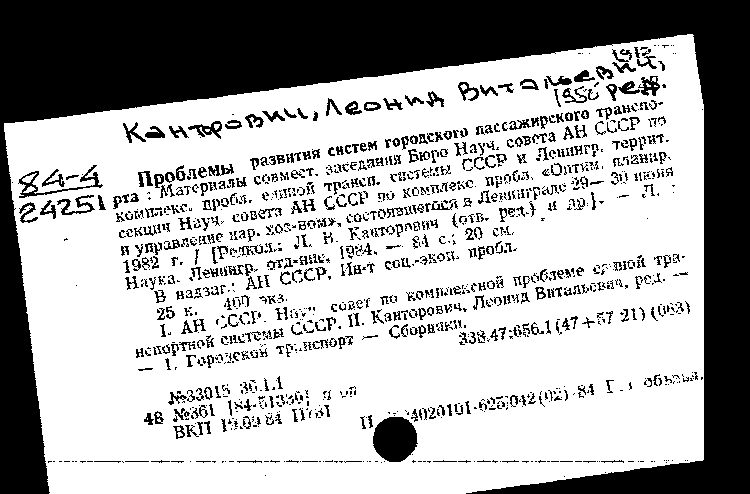 Канторович, Леонид Витальевич,
ред.
84-4
24251
Проблемы развития систем городского пассажирского транспо-
рта : Материалы совмест. заседания Бюро Науч. совета АН СССР по
комплекс. пробл. единой трансп. системы СССР и Ленингр. террит.
секции Науч. совета АН СССР по комплекс. пробл. «Оптим. планир.
и управление нар. хоз-вом», состоявшегося в Ленинграде 29— 30 июня
1982 г. / [Редкол.: Л. В. Канторович (отв. ред.) и др.]. — Л. :
Наука. Ленингр. отд-ние, 1984. — 84 с.; 20 см.
В надзаг.: АН СССР, Ин-т соц.-экон. пробл.
25 к. 400 экз.
I. АН СССР. Науч. совет по комплексной проблеме единой тра-
нспортной системы СССР. II. Канторович, Леонид Витальевич, ред. —
— 1. Городской транспорт — Сборники.
338.47:656.1(47+57-21)(063)
№33015 30.1.1
48 №361 [84-51330]
ВКП 19.09.84 П731